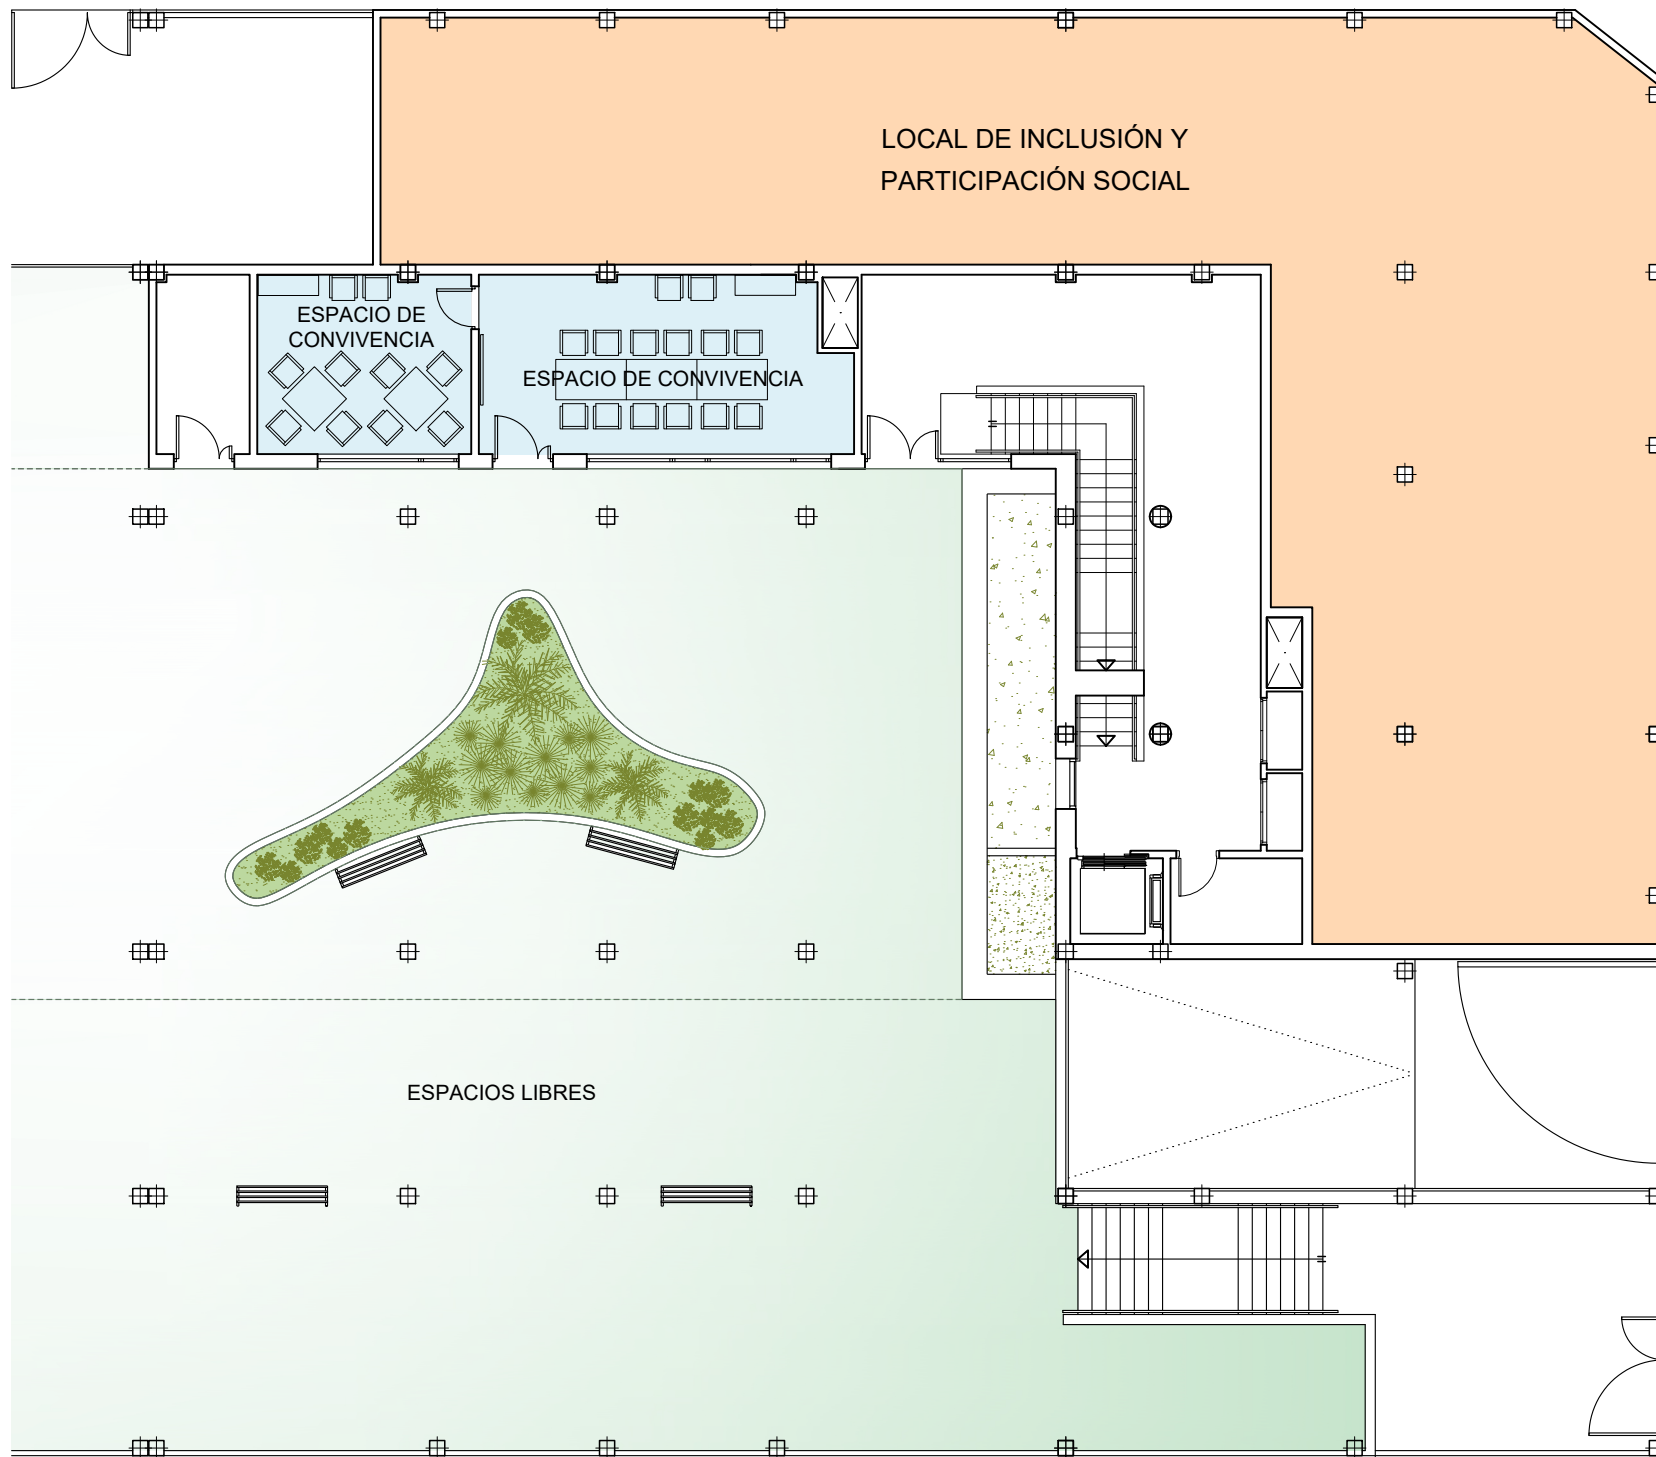 LOCAL DE INCLUSIÓN Y
PARTICIPACIÓN SOCIAL
ESPACIO DE
CONVIVENCIA
ESPACIO DE CONVIVENCIA
ESPACIOS LIBRES